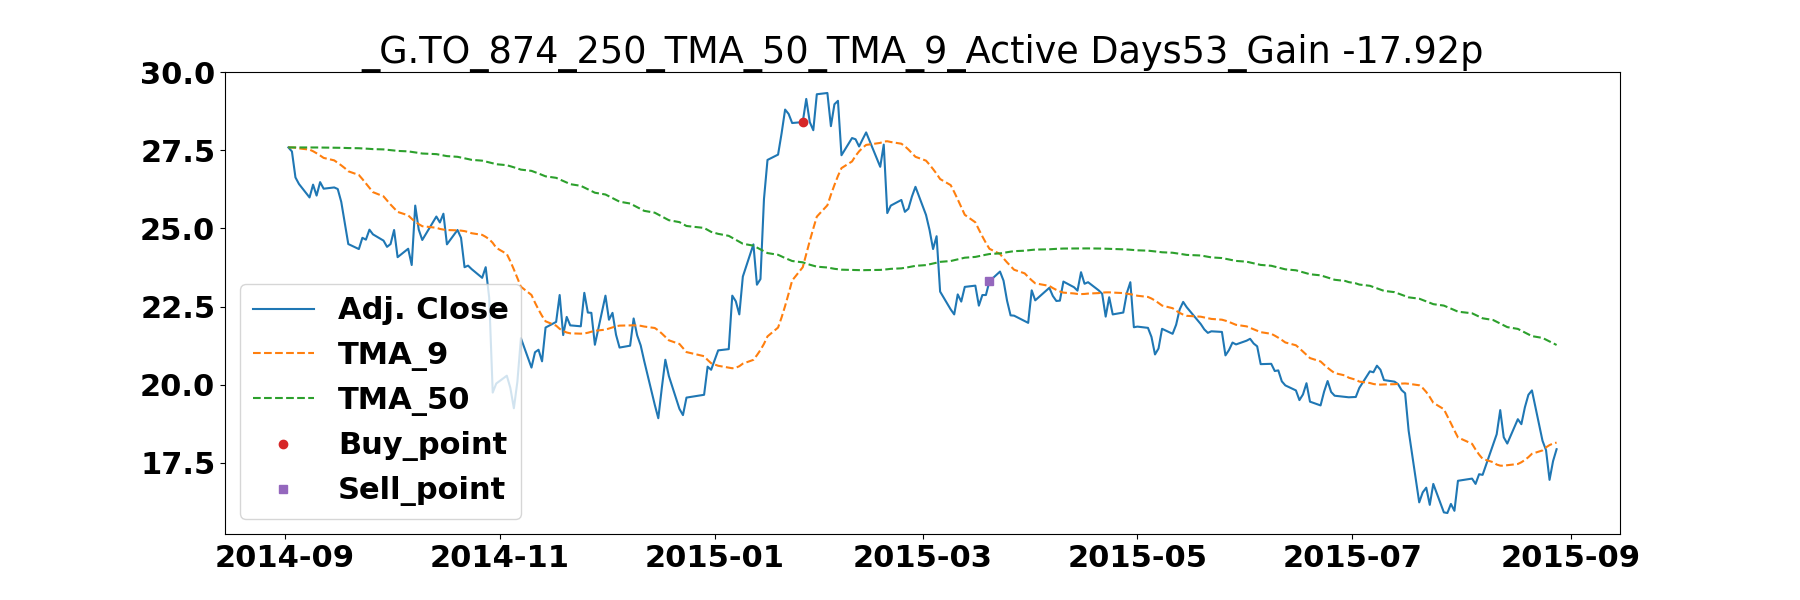 _G.TO_874_250_TMA_50_TMA_9_Active Days53_Gain -17.92p
30.0
27.5
25.0
22.5
20.0
17.5
Adj. Close
TMA_9
TMA_50
Buy_point
Sell_point
2014-09 2014-11 2015-01 2015-03 2015-05 2015-07 2015-09